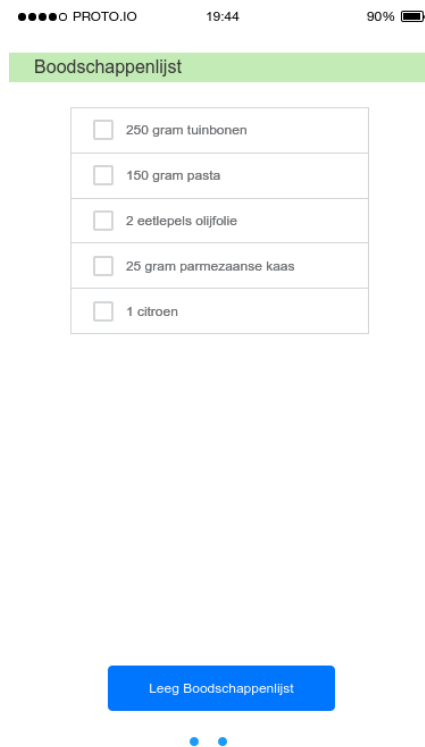 PROTO.IO 19:44 90%
Boodschappenlijst
250 gram tuinbonen
150 gram pasta
2 eetlepels olijfolie
25 gram parmezaanse kaas
1 citroen
Leeg Boodschappenlijst